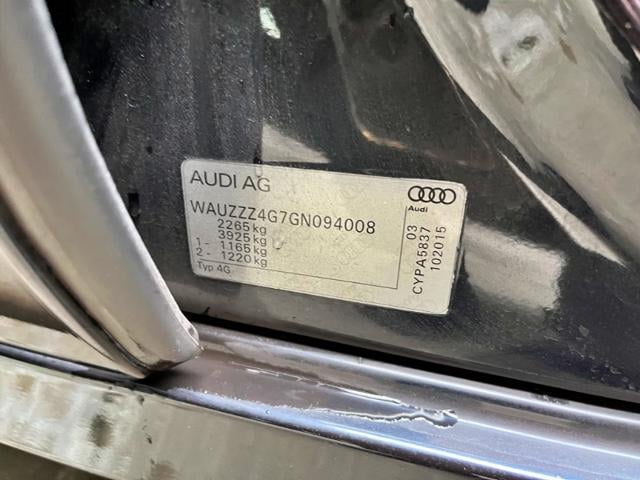 AUDI AG
Audi
WAUZZZ4G7GN094008
2265 kg
3925 kg
1 - 1165 kg
2 - 1220 kg
Typ 4G
03
CYPA5837
102015